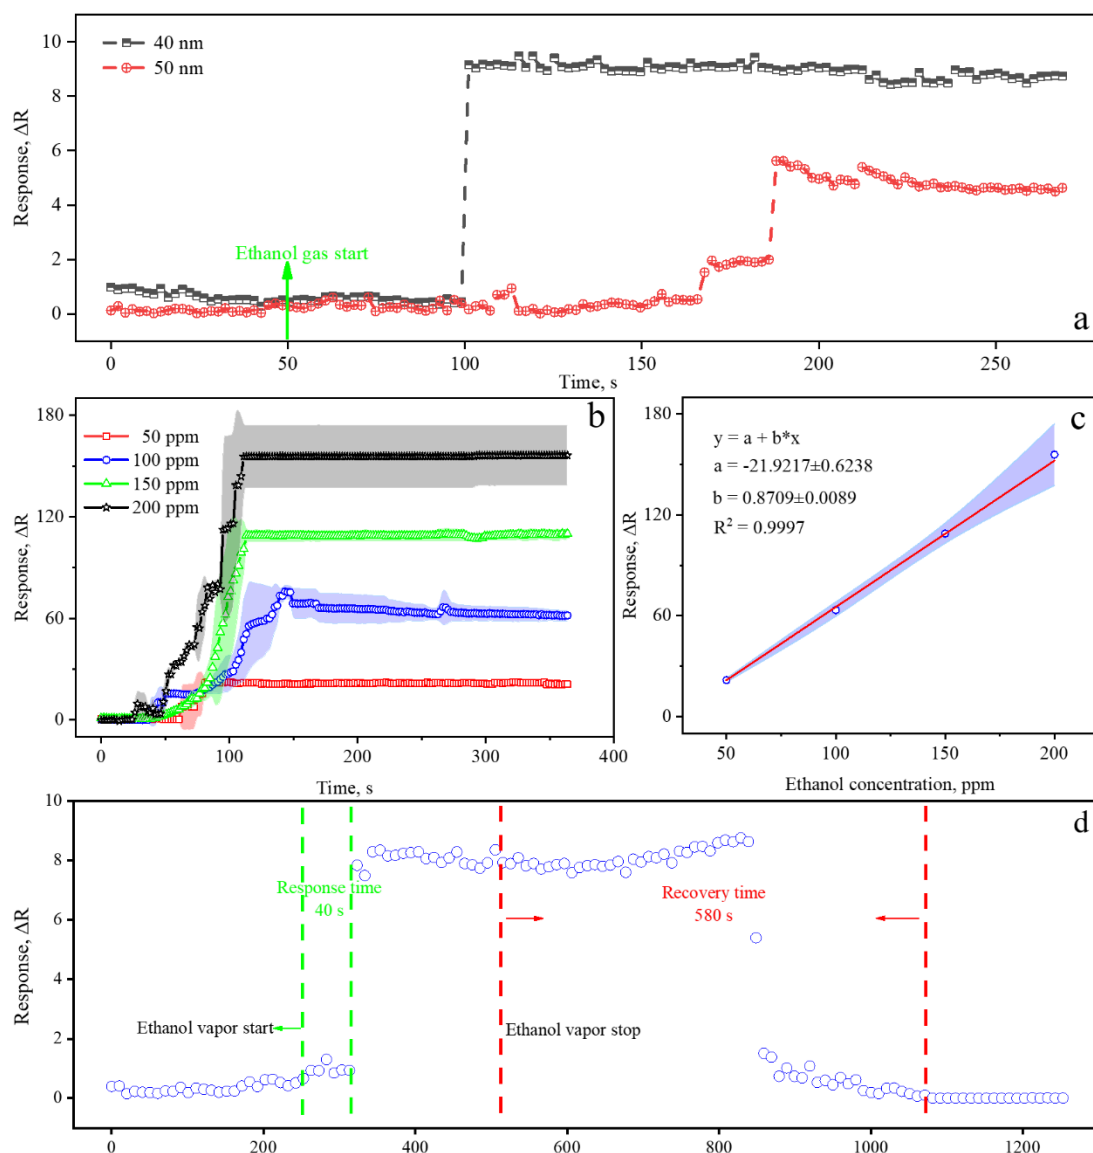 10
8
6
4
2
0
Response, ΔR
40 nm
50 nm
Ethanol gas start
a
0
50
100
150
200
250
Time, s
180
120
60
0
Response, ΔR
50 ppm
100 ppm
150 ppm
200 ppm
b
0
100
200
300
400
Time, s
180
120
60
0
Response, ΔR
y = a + b*x
a = -21.9217±0.6238
b = 0.8709±0.0089
R² = 0.9997
c
50
100
150
200
Ethanol concentration, ppm
10
8
6
4
2
0
Response, ΔR
d
Response time
40 s
Recovery time
580 s
Ethanol vapor start
Ethanol vapor stop
0
200
400
600
800
1000
1200